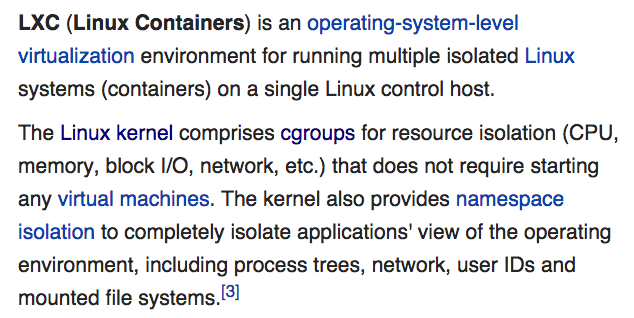 LXC (Linux Containers) is an operating-system-level
virtualization environment for running multiple isolated Linux
systems (containers) on a single Linux control host.
The Linux kernel comprises cgroups for resource isolation (CPU,
memory, block I/O, network, etc.) that does not require starting
any virtual machines. The kernel also provides namespace
isolation to completely isolate applications' view of the operating
environment, including process trees, network, user IDs and
mounted file systems.[3]